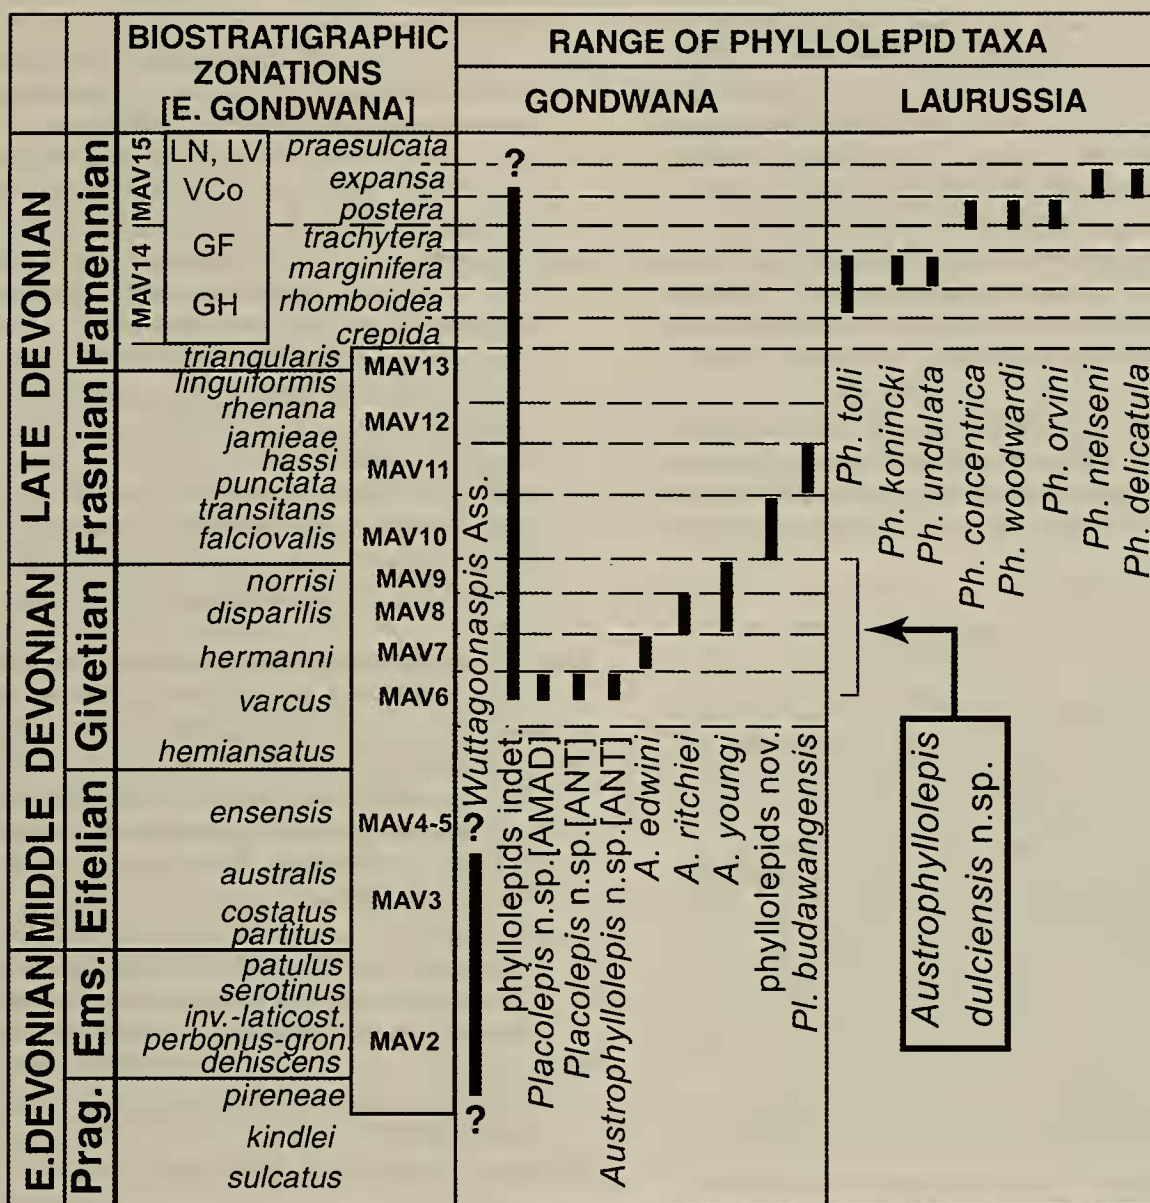 BIOSTRATIGRAPHIC
ZONATIONS
[E. GONDWANA]
RANGE OF PHYLLOLEPID TAXA
GONDWANA
LAURUSSIA
LATE DEVONIAN
MIDDLE DEVONIAN
E.DEVONIAN
Famennian
Frasnian
Givetian
Eifelian
Ems.
Prag.
MAV15
MAV14
LN, LV
VCo
GF
GH
praesulcata
expansa
postera
trachytera
marginifera
rhomboidea
crepida
triangularis
linguiformis
rhenana
jamieae
hassi
punctata
transitans
falciovalis
norrisi
disparilis
hermanni
varcus
hemiansatus
ensensis
australis
costatus
partitus
patulus
serotinus
inv.-laticost.
perbonus-gron.
dehiscens
pireneae
kindlei
sulcatus
MAV13
MAV12
MAV11
MAV10
MAV9
MAV8
MAV7
MAV6
MAV4-5
MAV3
MAV2
?
Wuttagoonaspis Ass.
?
?
phyllolepids indet.
Placolepis n.sp.[AMAD]
Placolepis n.sp.[ANT]
Austrophyllolepis n.sp.[ANT]
A. edwini
A. ritchiei
A. youngi
phyllolepids nov.
Pl. budawangensis
Ph. tolli
Ph. konincki
Ph. undulata
Ph. concentrica
Ph. woodwardi
Ph. orvini
Ph. nielseni
Ph. delicatula
Austrophyllolepis
dulciensis n.sp.